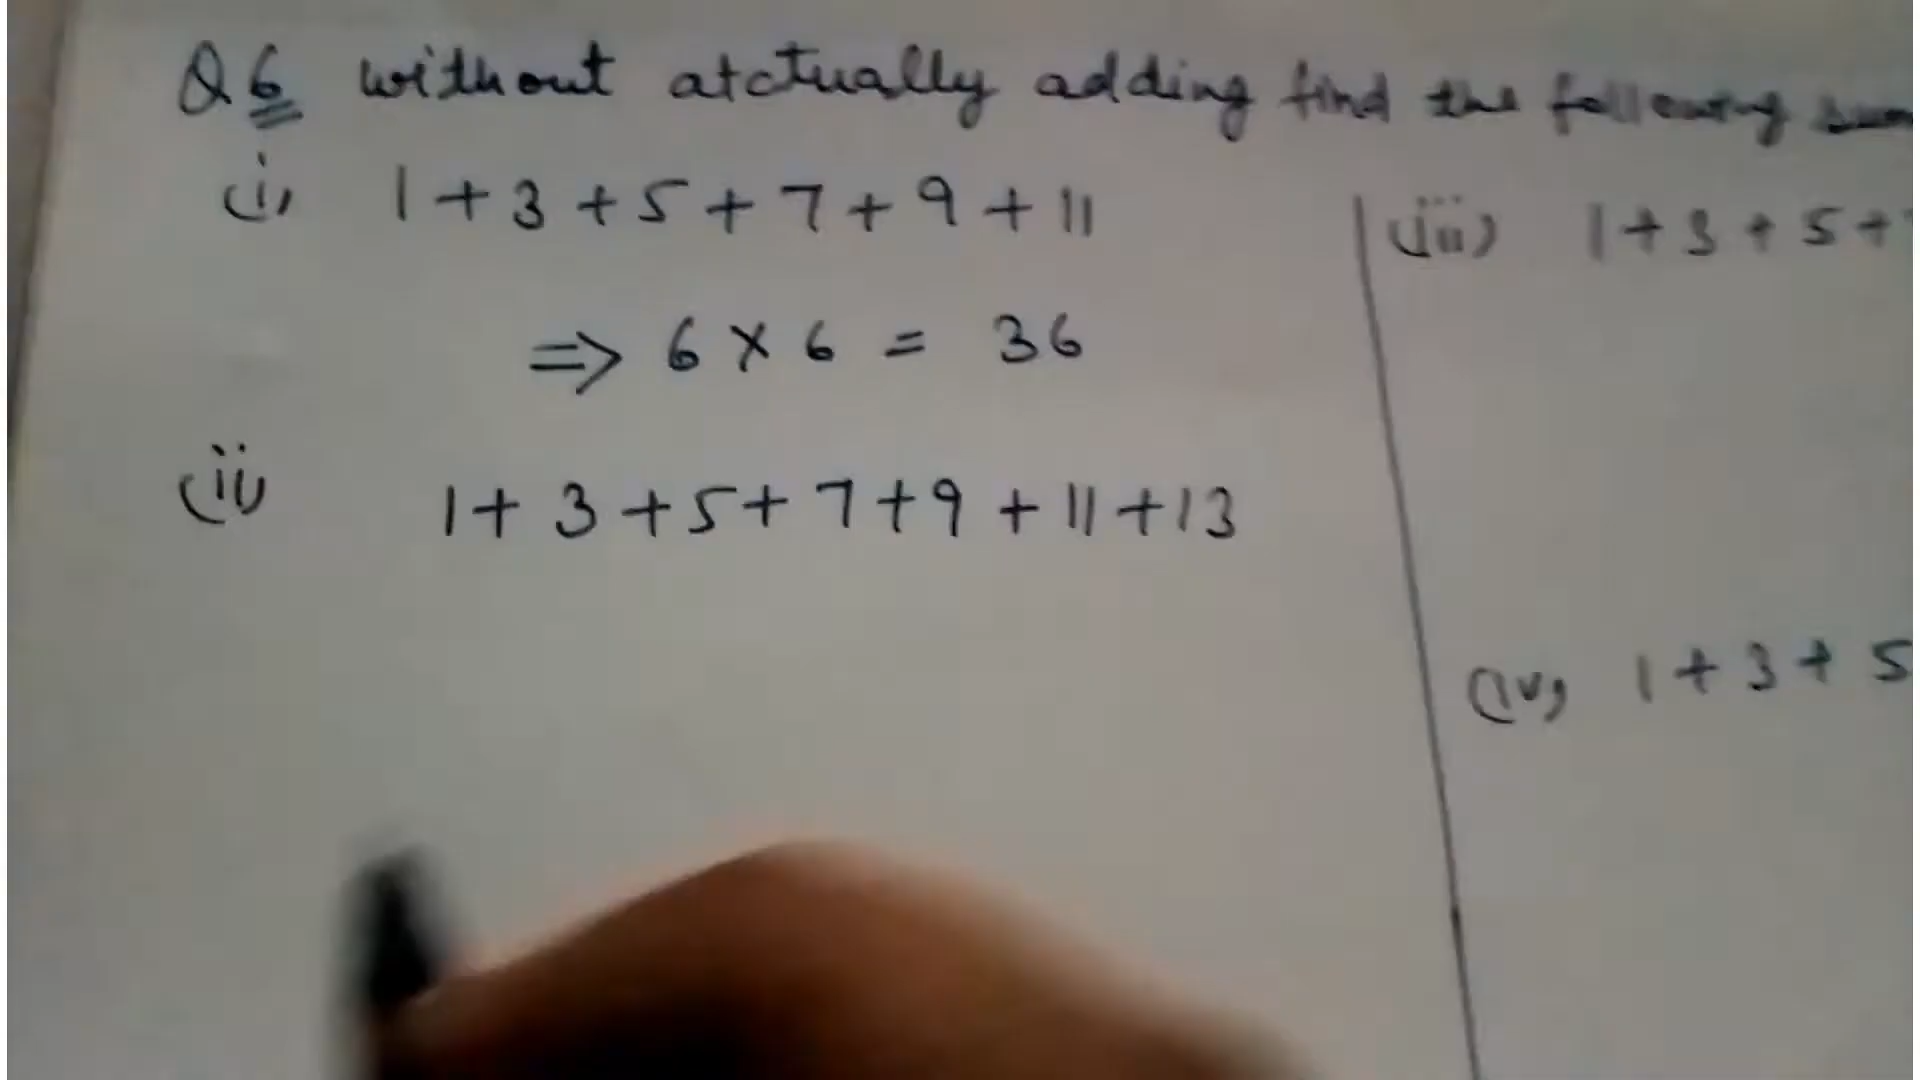 Q6 without atctually adding find the following sum
(i) 1 + 3 + 5 + 7 + 9 + 11
⇒ 6 × 6 = 36
(ii) 1 + 3 + 5 + 7 + 9 + 11 + 13
(iii) 1 + 3 + 5 +
(iv) 1 + 3 + 5